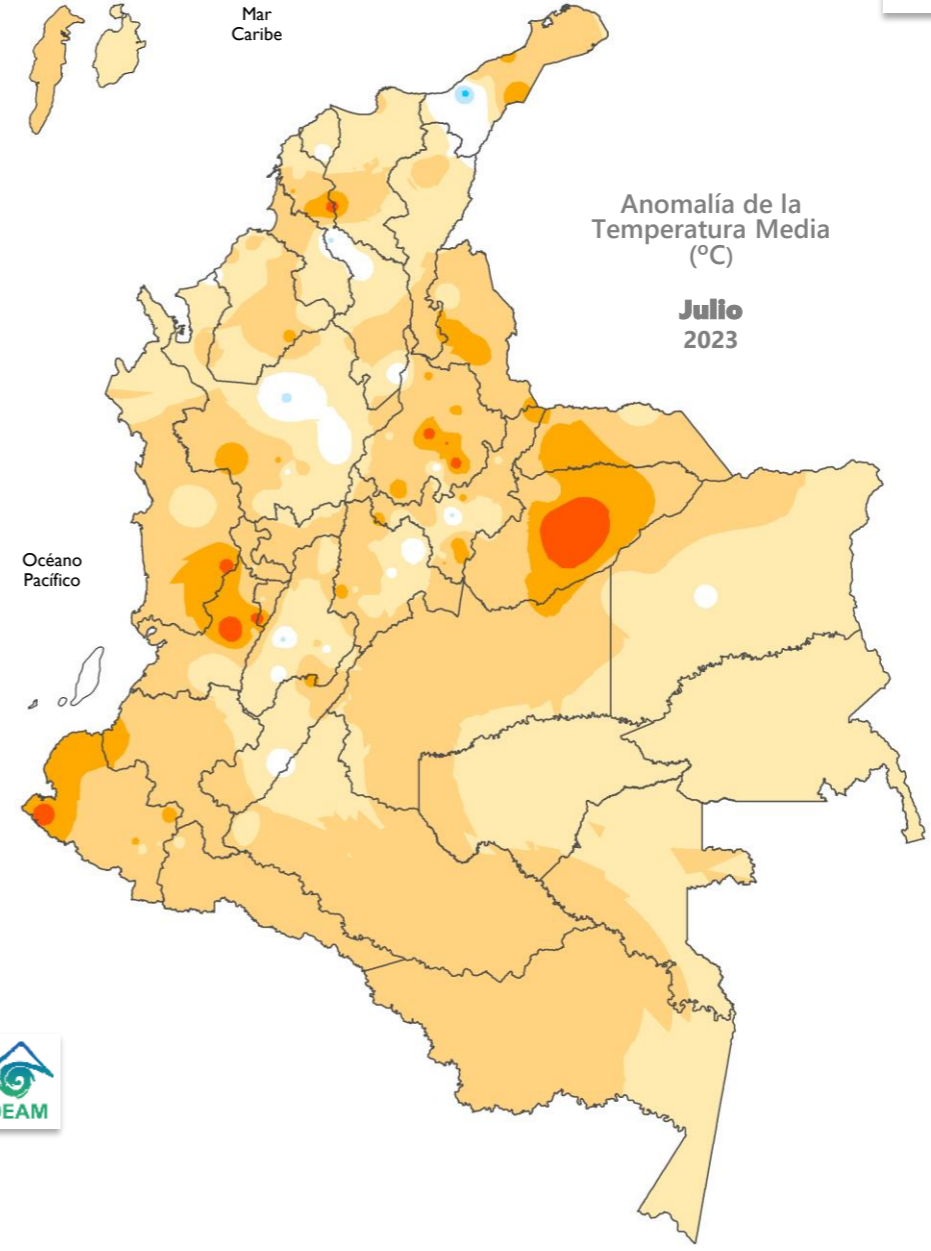 Mar
Caribe
Anomalía de la
Temperatura Media
(ºC)
Julio
2023
Océano
Pacífico
DEAM